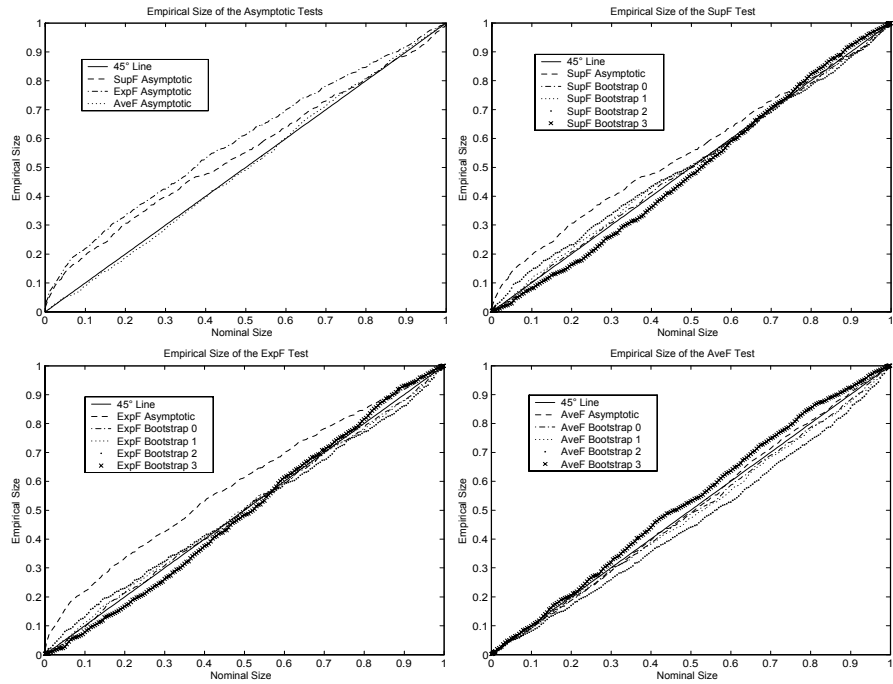 Empirical Size of the Asymptotic Tests
1
0.9
0.8
0.7
0.6
0.5
0.4
0.3
0.2
0.1
0
Empirical Size
45° Line
SupF Asymptotic
ExpF Asymptotic
AveF Asymptotic
0 0.1 0.2 0.3 0.4 0.5 0.6 0.7 0.8 0.9 1
Nominal Size
Empirical Size of the SupF Test
1
0.9
0.8
0.7
0.6
0.5
0.4
0.3
0.2
0.1
0
Empirical Size
45° Line
SupF Asymptotic
SupF Bootstrap 0
SupF Bootstrap 1
SupF Bootstrap 2
SupF Bootstrap 3
0 0.1 0.2 0.3 0.4 0.5 0.6 0.7 0.8 0.9 1
Nominal Size
Empirical Size of the ExpF Test
1
0.9
0.8
0.7
0.6
0.5
0.4
0.3
0.2
0.1
0
Empirical Size
45° Line
ExpF Asymptotic
ExpF Bootstrap 0
ExpF Bootstrap 1
ExpF Bootstrap 2
ExpF Bootstrap 3
0 0.1 0.2 0.3 0.4 0.5 0.6 0.7 0.8 0.9 1
Nominal Size
Empirical Size of the AveF Test
1
0.9
0.8
0.7
0.6
0.5
0.4
0.3
0.2
0.1
0
Empirical Size
45° Line
AveF Asymptotic
AveF Bootstrap 0
AveF Bootstrap 1
AveF Bootstrap 2
AveF Bootstrap 3
0 0.1 0.2 0.3 0.4 0.5 0.6 0.7 0.8 0.9 1
Nominal Size